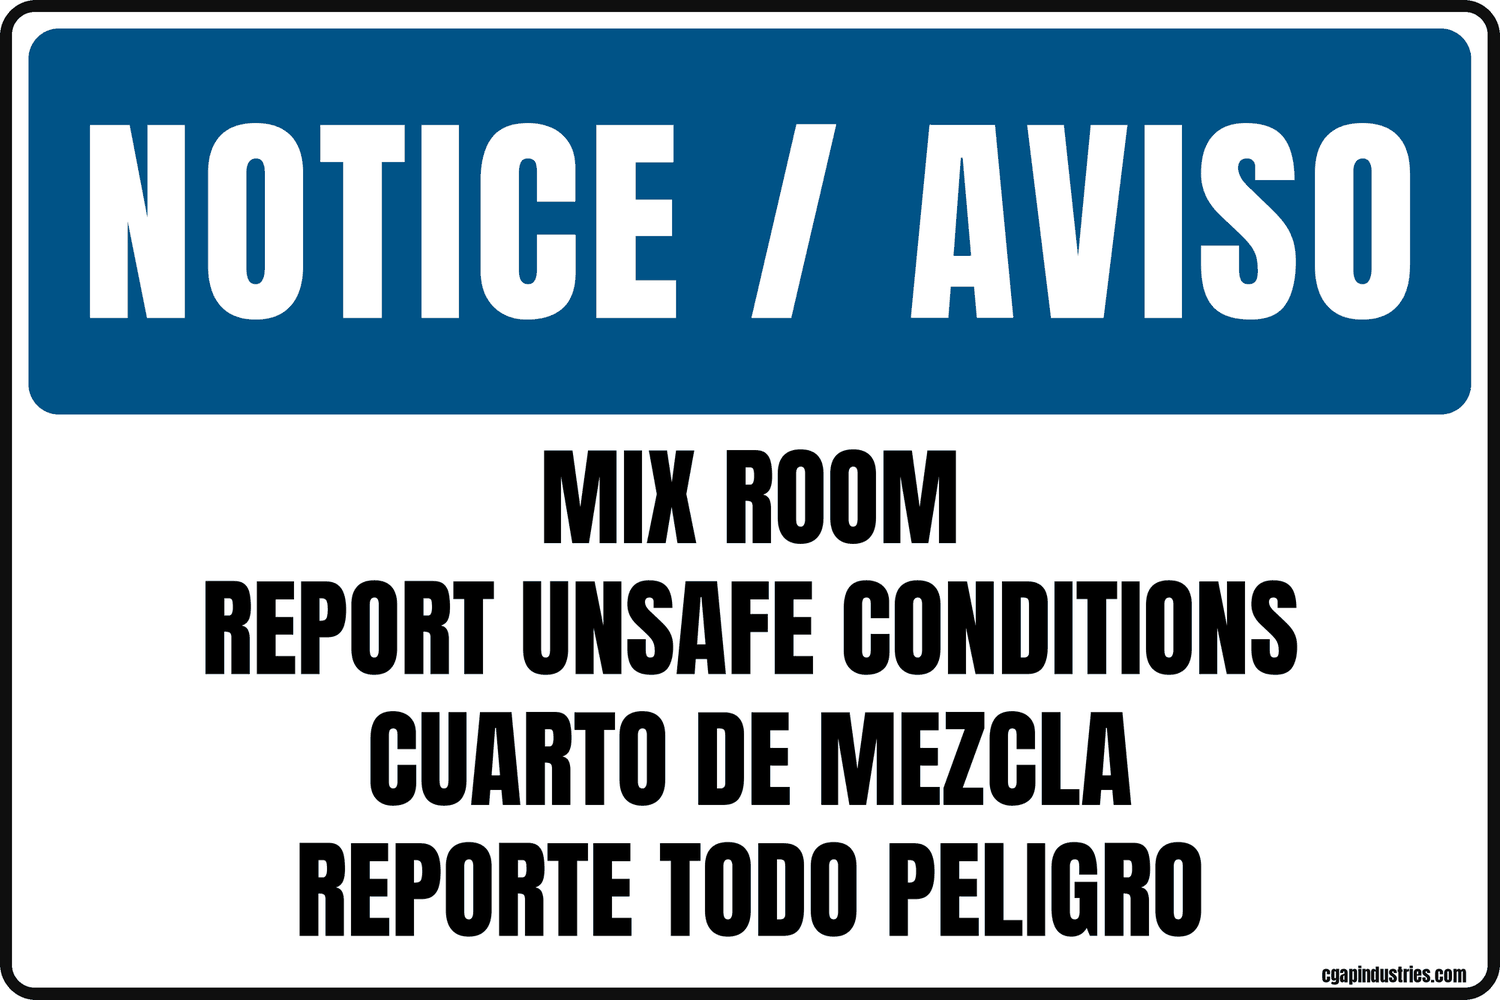 NOTICE / AVISO
MIX ROOM
REPORT UNSAFE CONDITIONS
CUARTO DE MEZCLA
REPORTE TODO PELIGRO
cgapindustries.com